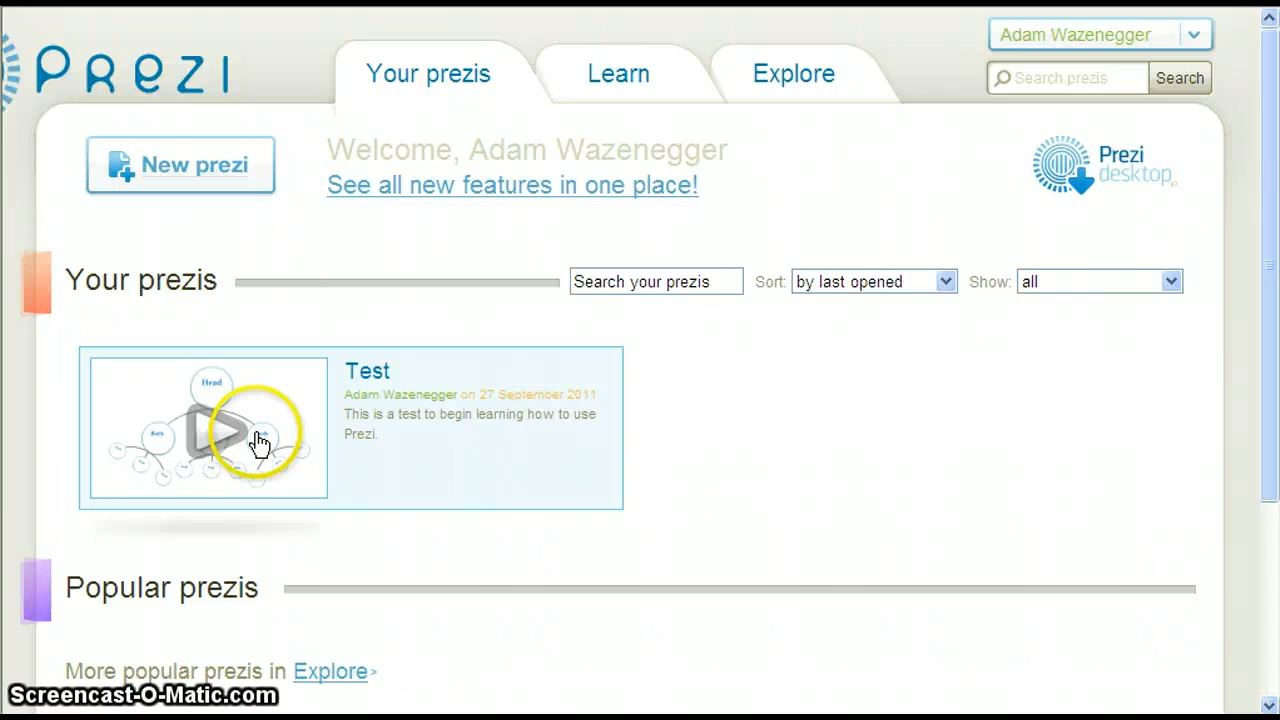 PREZI
Your prezis
Learn
Explore
Adam Wazenegger
Search prezis
Search
New prezi
Welcome, Adam Wazenegger
See all new features in one place!
Prezi
desktop
Your prezis
Search your prezis
Sort:
by last opened
Show:
all
Head
Body
Test
Adam Wazenegger on 27 September 2011
This is a test to begin learning how to use
Prezi.
Popular prezis
More popular prezis in Explore>
Screencast-O-Matic.com